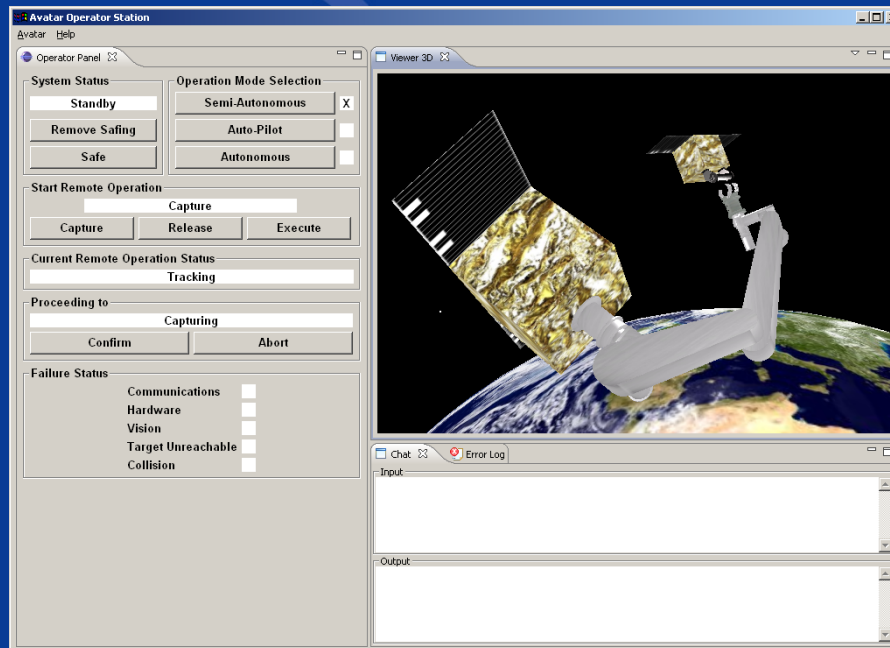 Avatar Operator Station
Avatar Help
Operator Panel
System Status
Standby
Remove Safing
Safe
Operation Mode Selection
Semi-Autonomous X
Auto-Pilot
Autonomous
Start Remote Operation
Capture
Capture Release Execute
Current Remote Operation Status
Tracking
Proceeding to
Capturing
Confirm Abort
Failure Status
Communications
Hardware
Vision
Target Unreachable
Collision
Viewer 3D
Chat Error Log
Input
Output